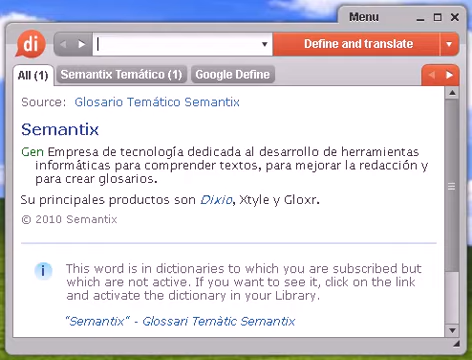 Menu
di
Define and translate
All (1)
Semantix Temático (1)
Google Define
Source: Glosario Temático Semantix
Semantix
Gen Empresa de tecnología dedicada al desarrollo de herramientas
informáticas para comprender textos, para mejorar la redacción y
para crear glosarios.
Su principales productos son Dixio, Xtyle y Gloxr.
© 2010 Semantix
i
This word is in dictionaries to which you are subscribed but
which are not active. If you want to see it, click on the link
and activate the dictionary in your Library.
"Semantix" - Glossari Temàtic Semantix